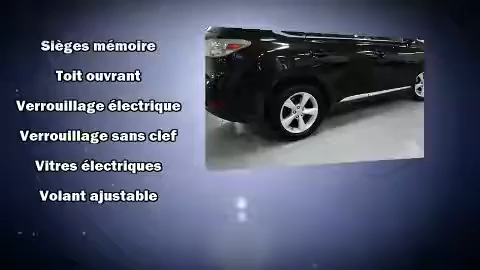 Sièges mémoire
Toit ouvrant
Verrouillage électrique
Verrouillage sans clef
Vitres électriques
Volant ajustable